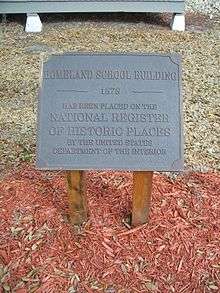 HOMELAND SCHOOL BUILDING
1878
HAS BEEN PLACED ON THE
NATIONAL REGISTER
OF HISTORIC PLACES
BY THE UNITED STATES
DEPARTMENT OF THE INTERIOR